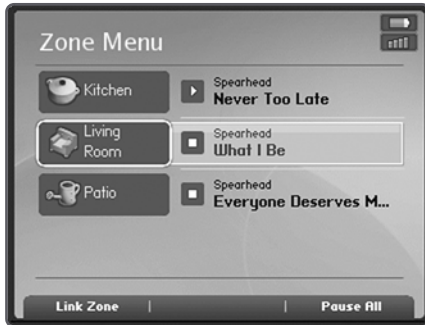 Zone Menu
Kitchen
Spearhead
Never Too Late
Living
Room
Spearhead
What I Be
Patio
Spearhead
Everyone Deserves M...
Link Zone
Pause All